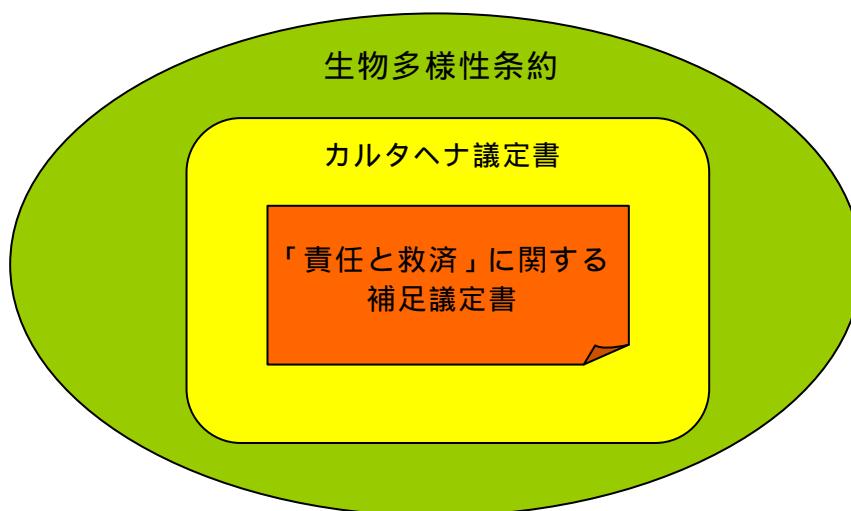 生物多様性条約
カルタヘナ議定書
「責任と救済」に関する
補足議定書